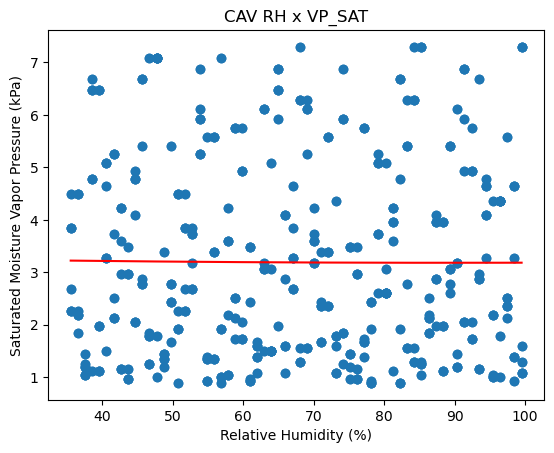 CAV RH x VP_SAT
Saturated Moisture Vapor Pressure (kPa)
7
6
5
4
3
2
1
40 50 60 70 80 90 100
Relative Humidity (%)